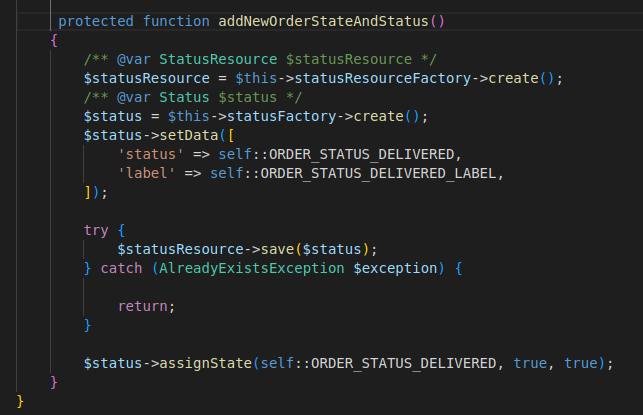 protected function addNewOrderStateAndStatus()
{
/** @var StatusResource $statusResource */
$statusResource = $this->statusResourceFactory->create();
/** @var Status $status */
$status = $this->statusFactory->create();
$status->setData([
'status' => self::ORDER_STATUS_DELIVERED,
'label' => self::ORDER_STATUS_DELIVERED_LABEL,
]);
try {
$statusResource->save($status);
} catch (AlreadyExistsException $exception) {
return;
}
$status->assignState(self::ORDER_STATUS_DELIVERED, true, true);
}
}